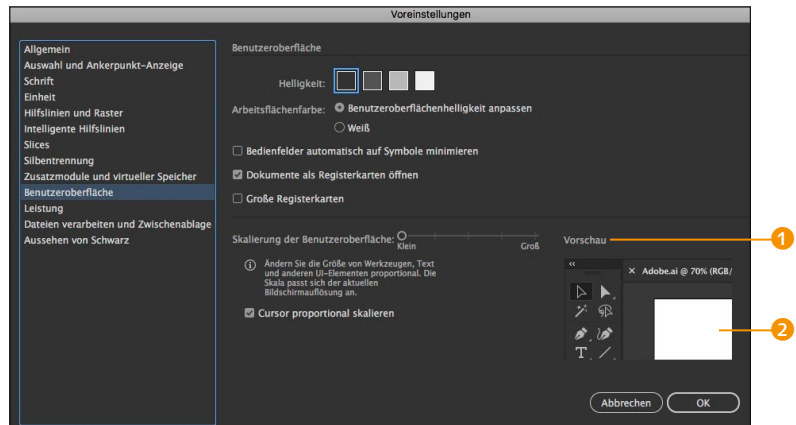 Voreinstellungen
Allgemein
Auswahl und Ankerpunkt-Anzeige
Schrift
Einheit
Hilfslinien und Raster
Intelligente Hilfslinien
Slices
Silbentrennung
Zusatzmodule und virtueller Speicher
Benutzeroberfläche
Leistung
Dateien verarbeiten und Zwischenablage
Aussehen von Schwarz
Benutzeroberfläche
Helligkeit:
Arbeitsflächenfarbe:
Benutzeroberflächenhelligkeit anpassen
Weiß
Bedienfelder automatisch auf Symbole minimieren
Dokumente als Registerkarten öffnen
Große Registerkarten
Skalierung der Benutzeroberfläche:
Klein
Groß
Ändern Sie die Größe von Werkzeugen, Text
und anderen UI-Elementen proportional. Die
Skala passt sich der aktuellen
Bildschirmauflösung an.
Cursor proportional skalieren
Vorschau
1
Adobe.ai @ 70% (RGB/
2
Abbrechen
OK